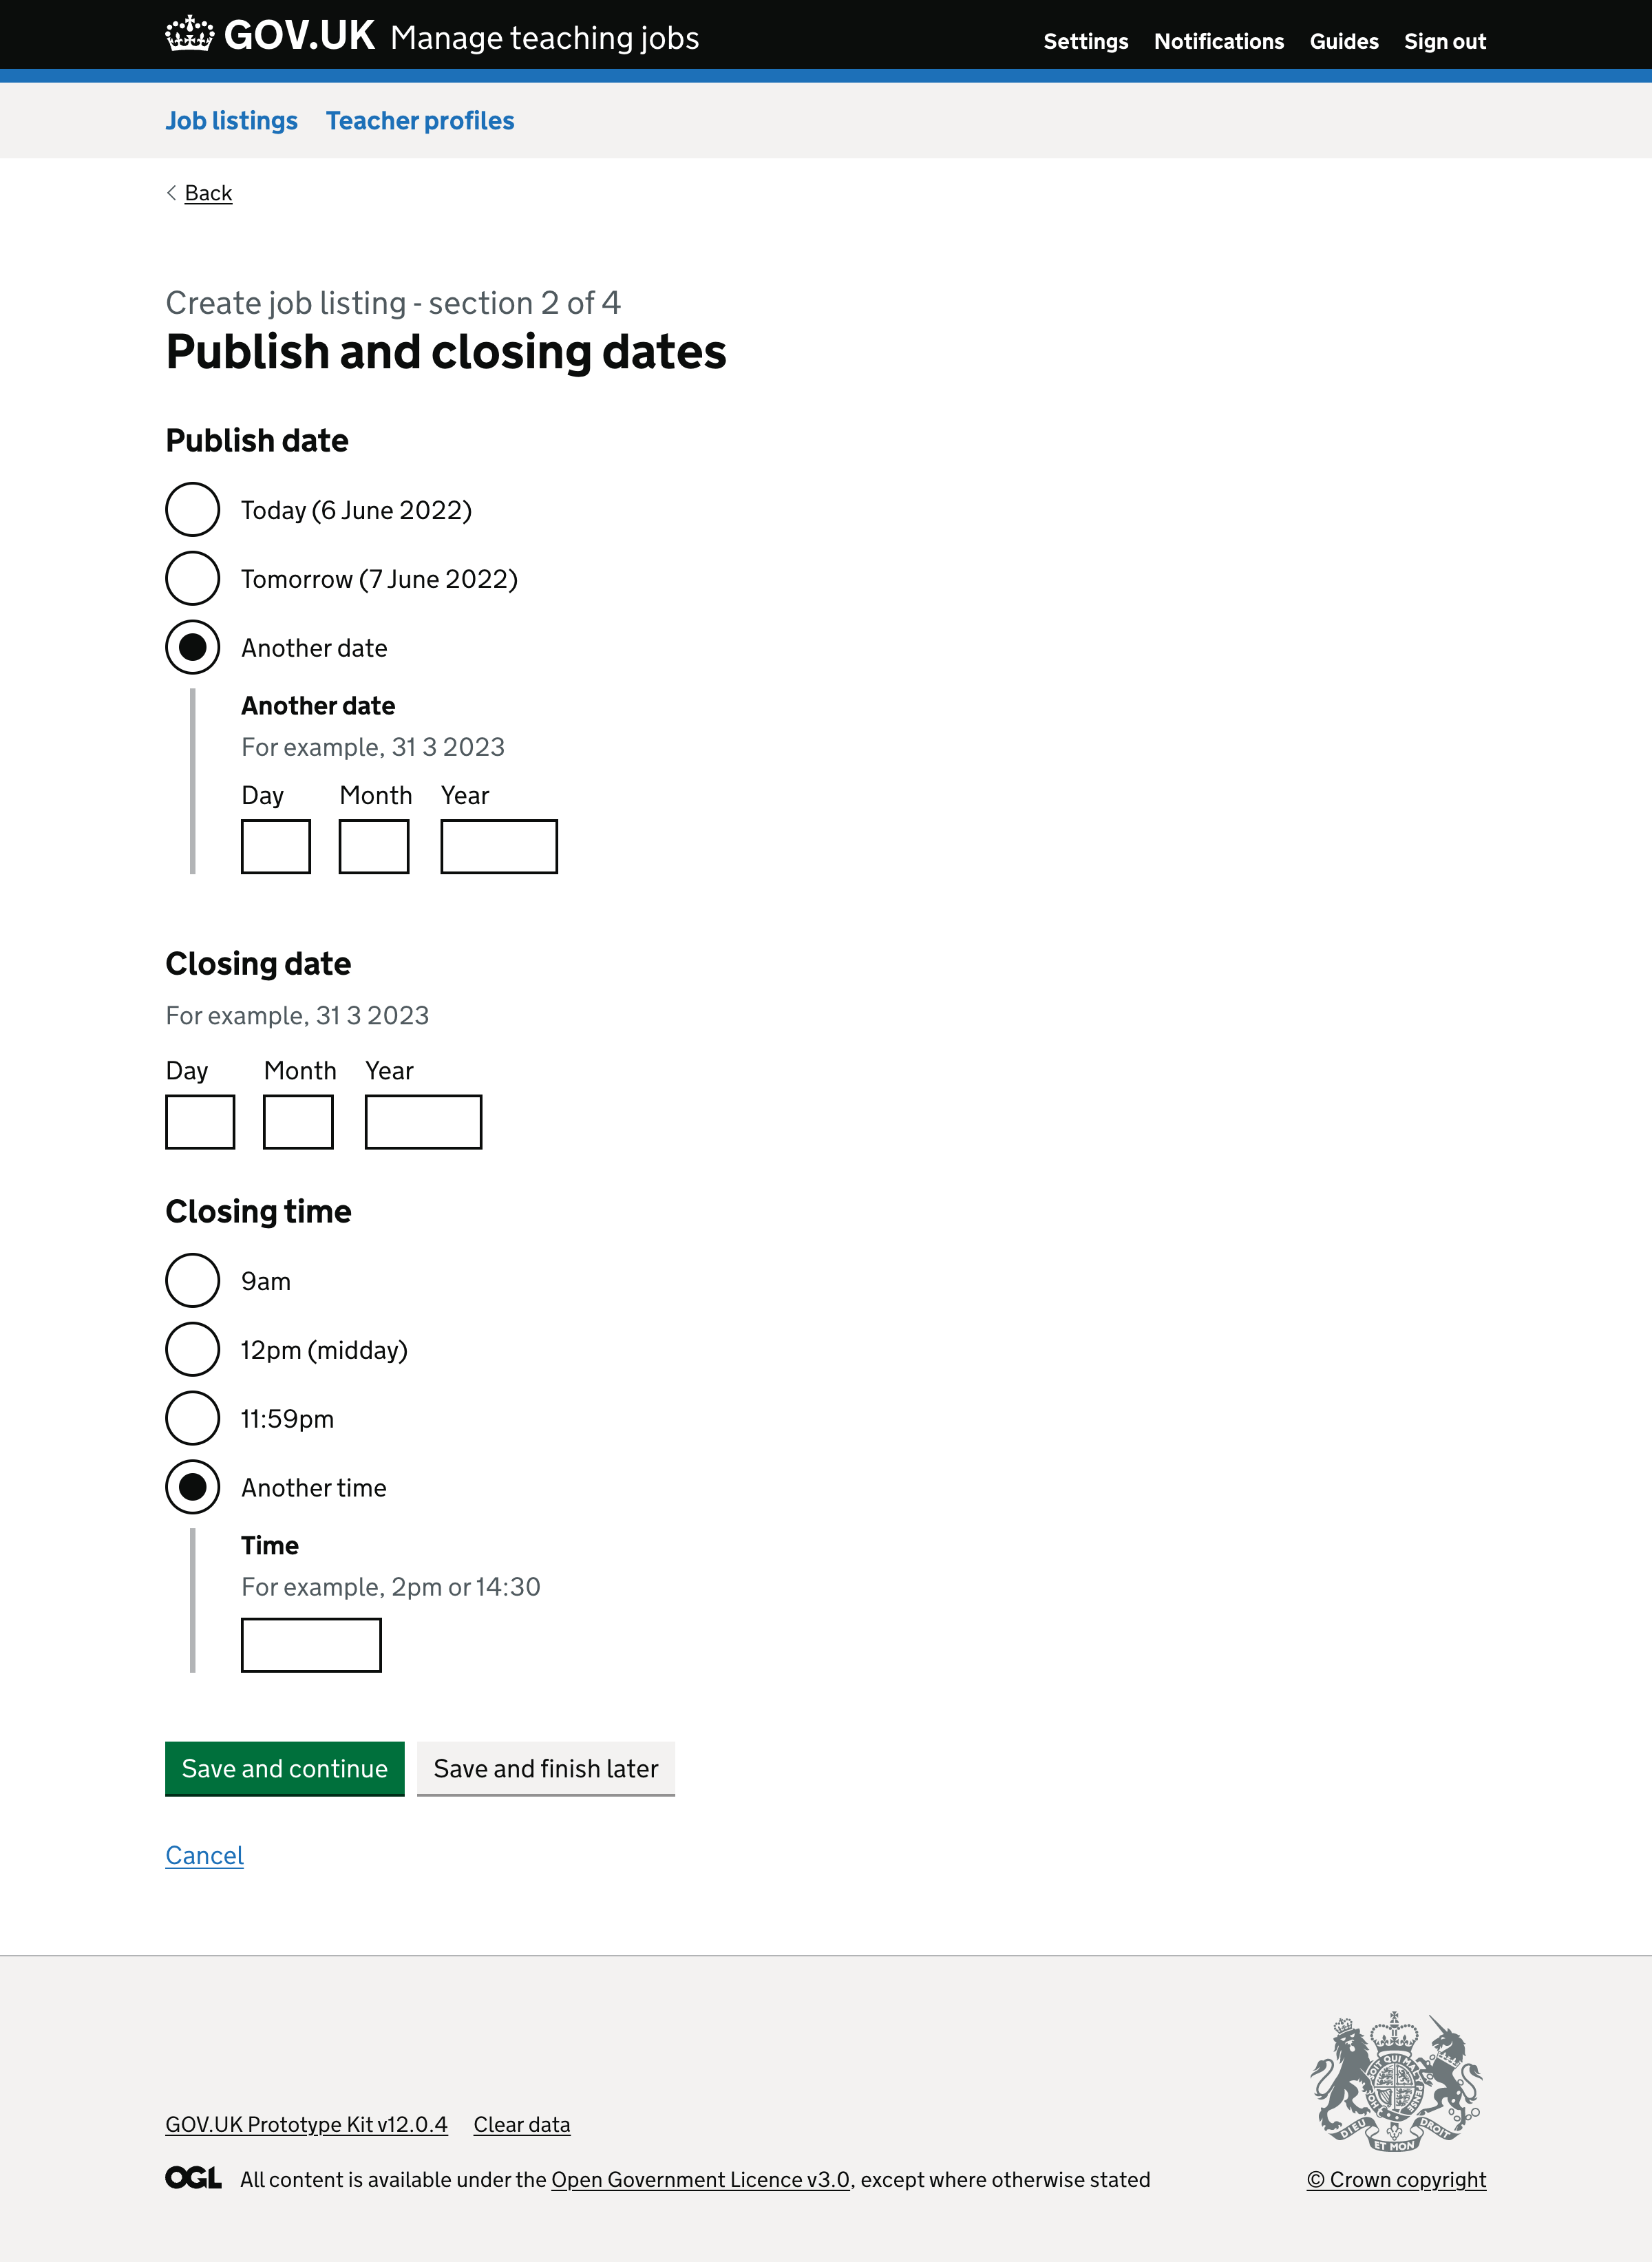 GOV.UK Manage teaching jobs
Settings Notifications Guides Sign out
Job listings Teacher profiles
Back
Create job listing - section 2 of 4
Publish and closing dates
Publish date
Today (6 June 2022)
Tomorrow (7 June 2022)
Another date
Another date
For example, 31 3 2023
Day Month Year
Closing date
For example, 31 3 2023
Day Month Year
Closing time
9am
12pm (midday)
11:59pm
Another time
Time
For example, 2pm or 14:30
Save and continue Save and finish later
Cancel
GOV.UK Prototype Kit v12.0.4 Clear data
OGL All content is available under the Open Government Licence v3.0, except where otherwise stated
DIEU ET MON DROIT
© Crown copyright